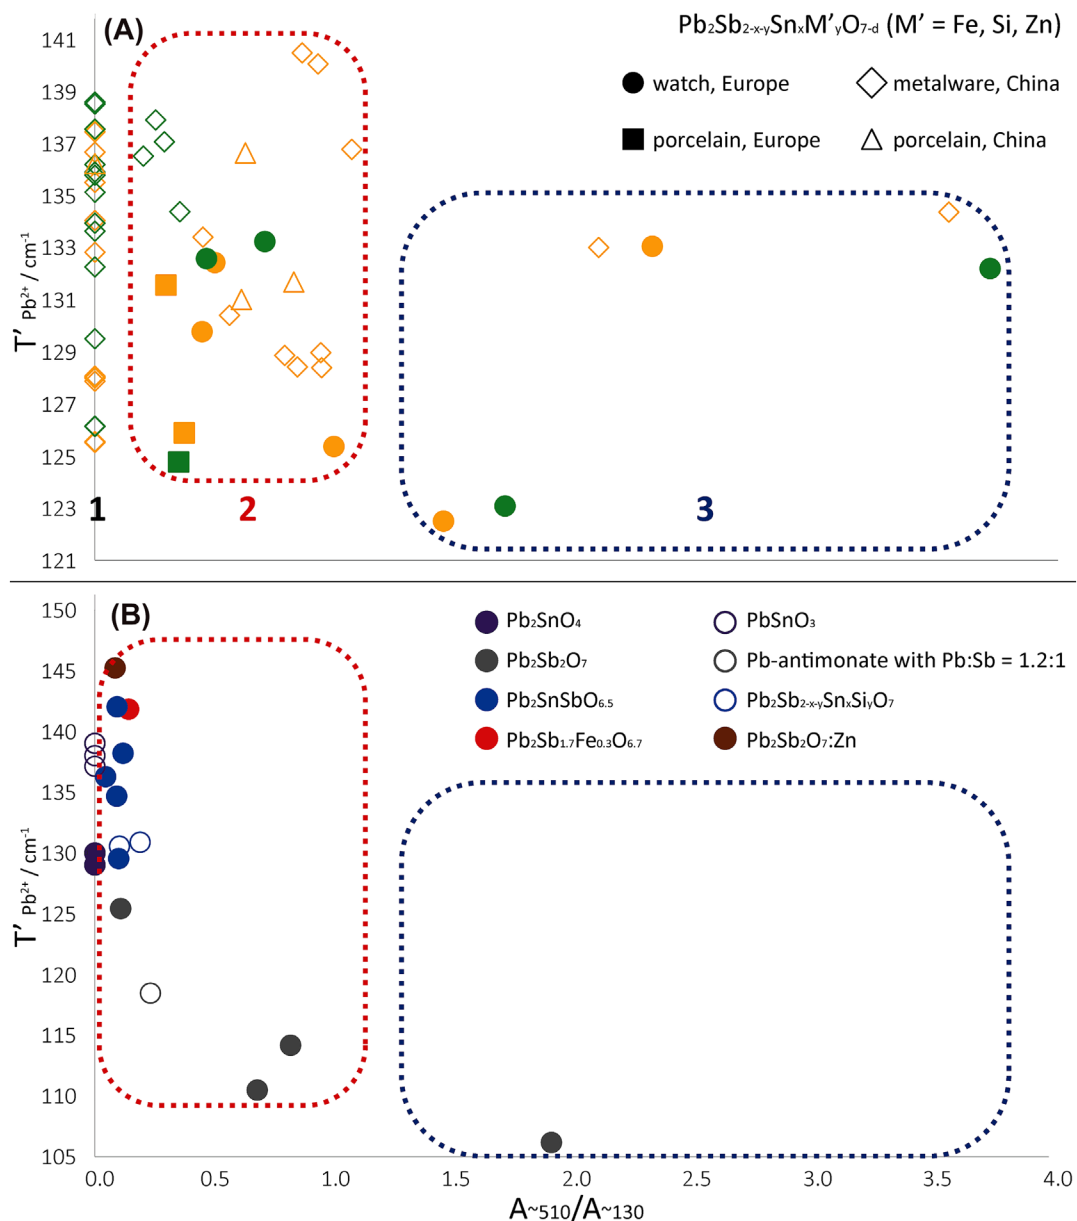 (A)
Pb₂Sb₂₋ₓ₋ᵧSnₓM’ᵧO₇₋d (M’ = Fe, Si, Zn)
watch, Europe
metalware, China
porcelain, Europe
porcelain, China
141
139
137
135
133
131
129
127
125
123
121
T’ Pb²⁺ / cm⁻¹
1
2
3
(B)
Pb₂SnO₄
PbSnO₃
Pb₂Sb₂O₇
Pb-antimonate with Pb:Sb = 1.2:1
Pb₂SnSbO₆.₅
Pb₂Sb₂₋ₓ₋ᵧSnₓSiᵧO₇
Pb₂Sb₁.₇Fe₀.₃O₆.₇
Pb₂Sb₂O₇:Zn
150
145
140
135
130
125
120
115
110
105
T’ Pb²⁺ / cm⁻¹
0.0 0.5 1.0 1.5 2.0 2.5 3.0 3.5 4.0
A~510/A~130